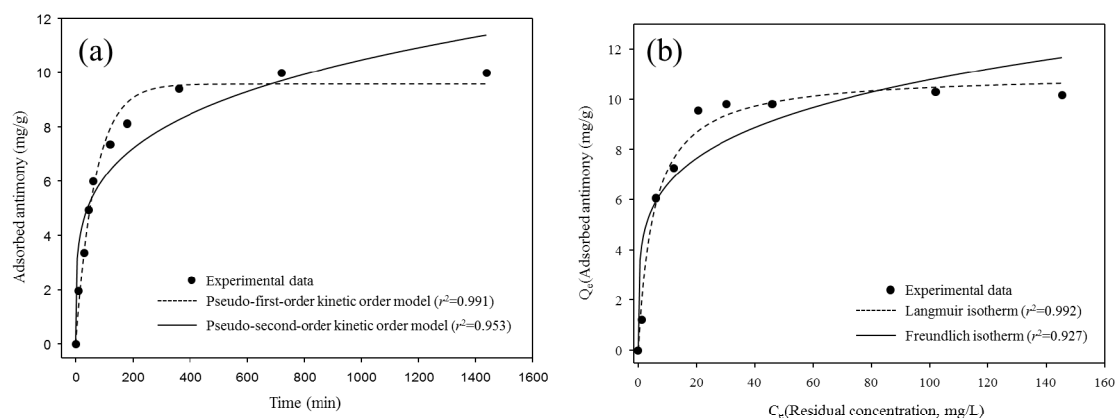 (a)
Adsorbed antimony (mg/g)
12
10
8
6
4
2
0
Experimental data
Pseudo-first-order kinetic order model (r²=0.991)
Pseudo-second-order kinetic order model (r²=0.953)
0 200 400 600 800 1000 1200 1400 1600
Time (min)
(b)
Qe(Adsorbed antimony (mg/g)
12
10
8
6
4
2
0
Experimental data
Langmuir isotherm (r²=0.992)
Freundlich isotherm (r²=0.927)
0 20 40 60 80 100 120 140 160
Ce(Residual concentration, mg/L)